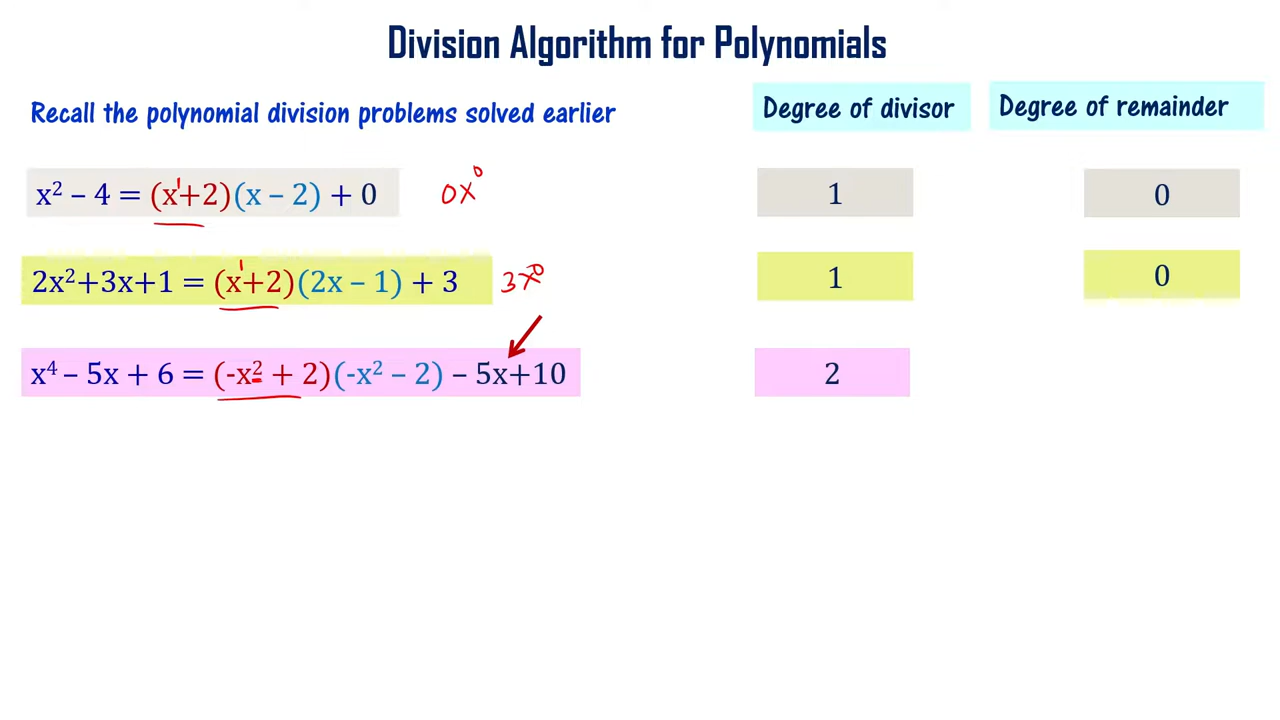 Division Algorithm for Polynomials
Recall the polynomial division problems solved earlier
Degree of divisor
Degree of remainder
x² – 4 = (x¹+2)(x – 2) + 0
0x⁰
1
0
2x²+3x+1 = (x¹+2)(2x – 1) + 3
3x⁰
1
0
x⁴ – 5x + 6 = (-x² + 2)(-x² – 2) – 5x+10
2